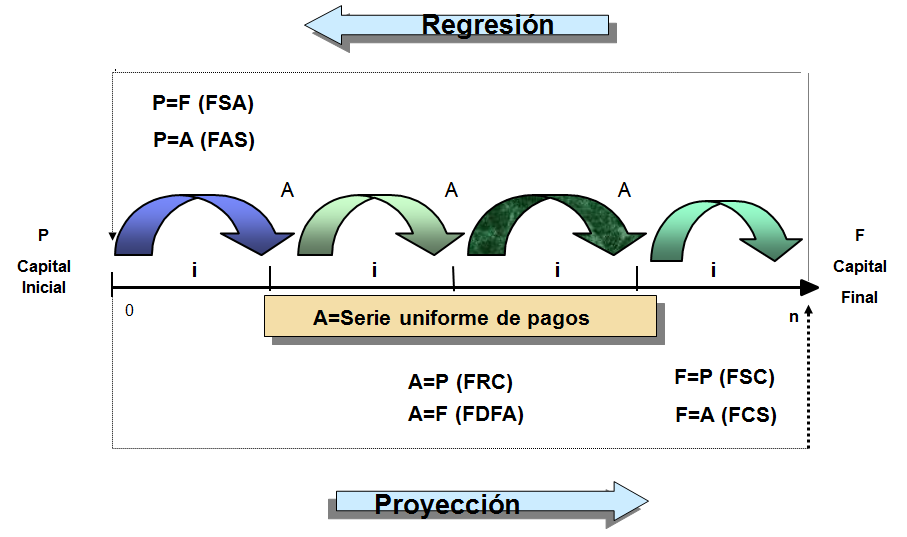 Regresión
P=F (FSA)
P=A (FAS)
A
A
A
P
Capital
Inicial
i
i
i
i
F
Capital
Final
0
n
A=Serie uniforme de pagos
A=P (FRC)
A=F (FDFA)
F=P (FSC)
F=A (FCS)
Proyección